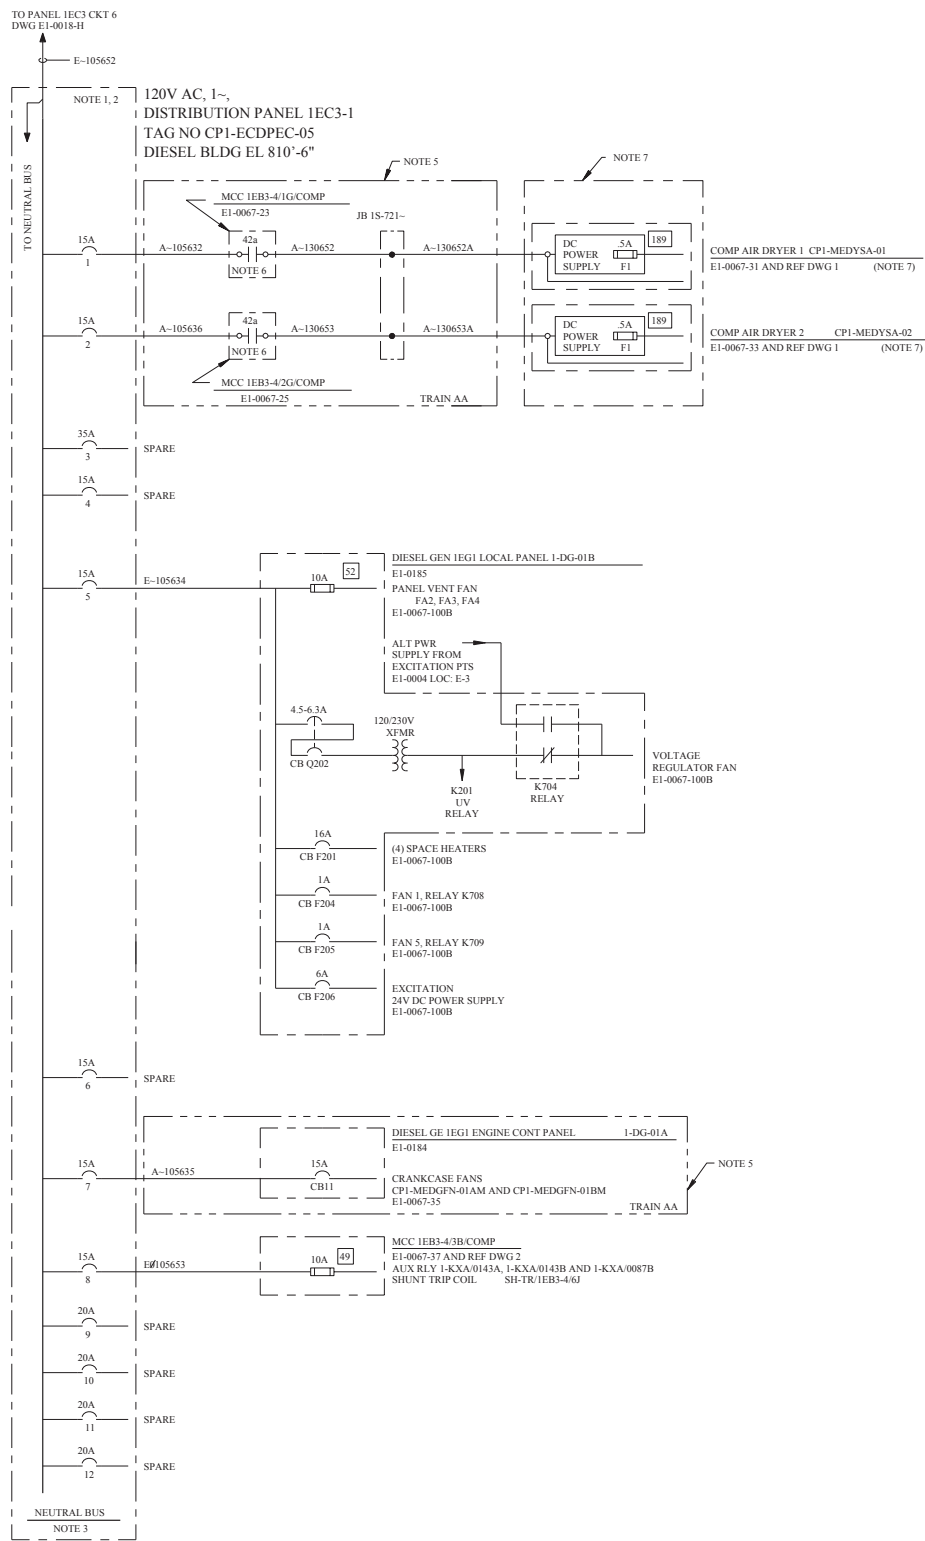 TO PANEL 1EC3 CKT 6
DWG E1-0018-H
E~105652
NOTE 1, 2
120V AC, 1~,
DISTRIBUTION PANEL 1EC3-1
TAG NO CP1-ECDPEC-05
DIESEL BLDG EL 810'-6"
TO NEUTRAL BUS
NOTE 5
NOTE 7
MCC 1EB3-4/1G/COMP
E1-0067-23
JB 1S-721~
15A
1
A~105632
42a
NOTE 6
A~130652
A~130652A
DC
POWER
SUPPLY
.5A
F1
189
COMP AIR DRYER 1 CP1-MEDYSA-01
E1-0067-31 AND REF DWG 1 (NOTE 7)
15A
2
A~105636
42a
NOTE 6
A~130653
A~130653A
DC
POWER
SUPPLY
.5A
F1
189
COMP AIR DRYER 2 CP1-MEDYSA-02
E1-0067-33 AND REF DWG 1 (NOTE 7)
MCC 1EB3-4/2G/COMP
E1-0067-25
TRAIN AA
35A
3
SPARE
15A
4
SPARE
15A
5
E~105634
10A
52
DIESEL GEN 1EG1 LOCAL PANEL 1-DG-01B
E1-0185
PANEL VENT FAN
FA2, FA3, FA4
E1-0067-100B
ALT PWR
SUPPLY FROM
EXCITATION PTS
E1-0004 LOC: E-3
4.5-6.3A
CB Q202
120/230V
XFMR
K201
UV
RELAY
K704
RELAY
VOLTAGE
REGULATOR FAN
E1-0067-100B
16A
CB F201
(4) SPACE HEATERS
E1-0067-100B
1A
CB F204
FAN 1, RELAY K708
E1-0067-100B
1A
CB F205
FAN 5, RELAY K709
E1-0067-100B
6A
CB F206
EXCITATION
24V DC POWER SUPPLY
E1-0067-100B
15A
6
SPARE
DIESEL GE 1EG1 ENGINE CONT PANEL 1-DG-01A
E1-0184
15A
7
A~105635
15A
CB11
CRANKCASE FANS
CP1-MEDGFN-01AM AND CP1-MEDGFN-01BM
E1-0067-35
TRAIN AA
NOTE 5
15A
8
EØ105653
10A
49
MCC 1EB3-4/3B/COMP
E1-0067-37 AND REF DWG 2
AUX RLY 1-KXA/0143A, 1-KXA/0143B AND 1-KXA/0087B
SHUNT TRIP COIL SH-TR/1EB3-4/6J
20A
9
SPARE
20A
10
SPARE
20A
11
SPARE
20A
12
SPARE
NEUTRAL BUS
NOTE 3